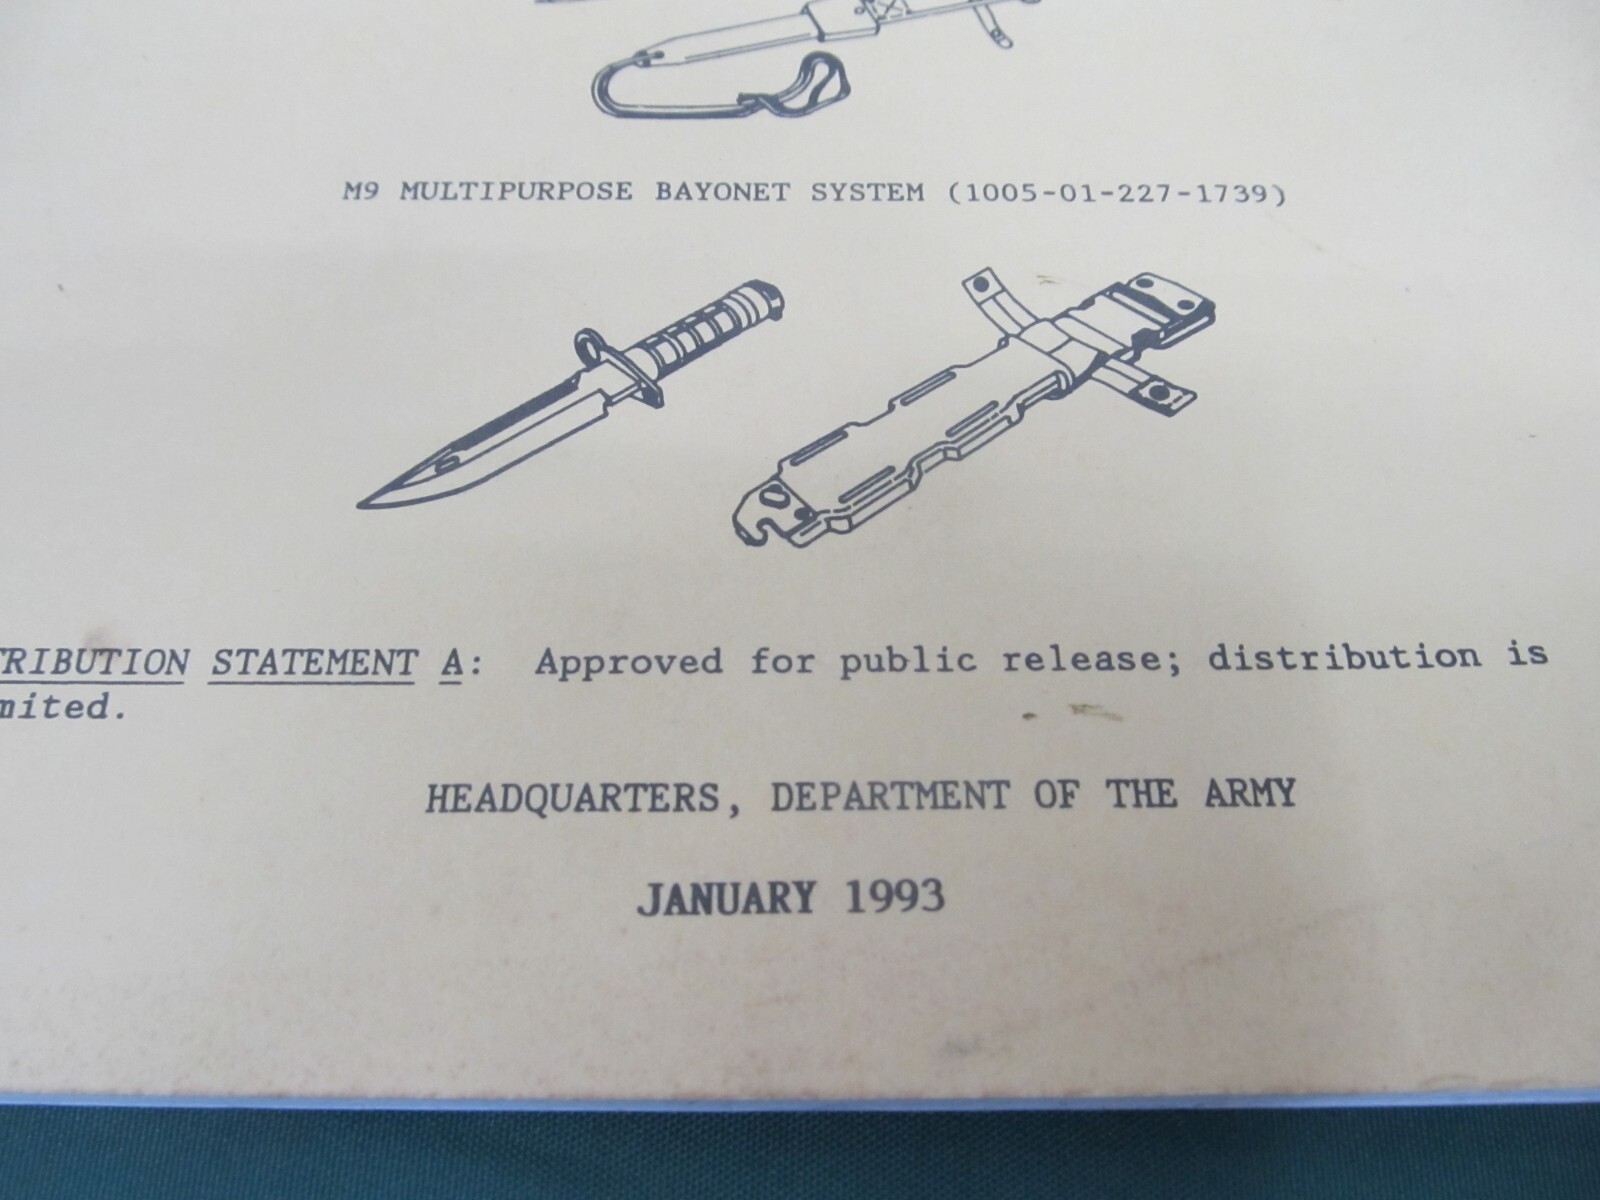 M9 MULTIPURPOSE BAYONET SYSTEM (1005-01-227-1739)
TRIBUTION STATEMENT A: Approved for public release; distribution is
mited.
HEADQUARTERS, DEPARTMENT OF THE ARMY
JANUARY 1993